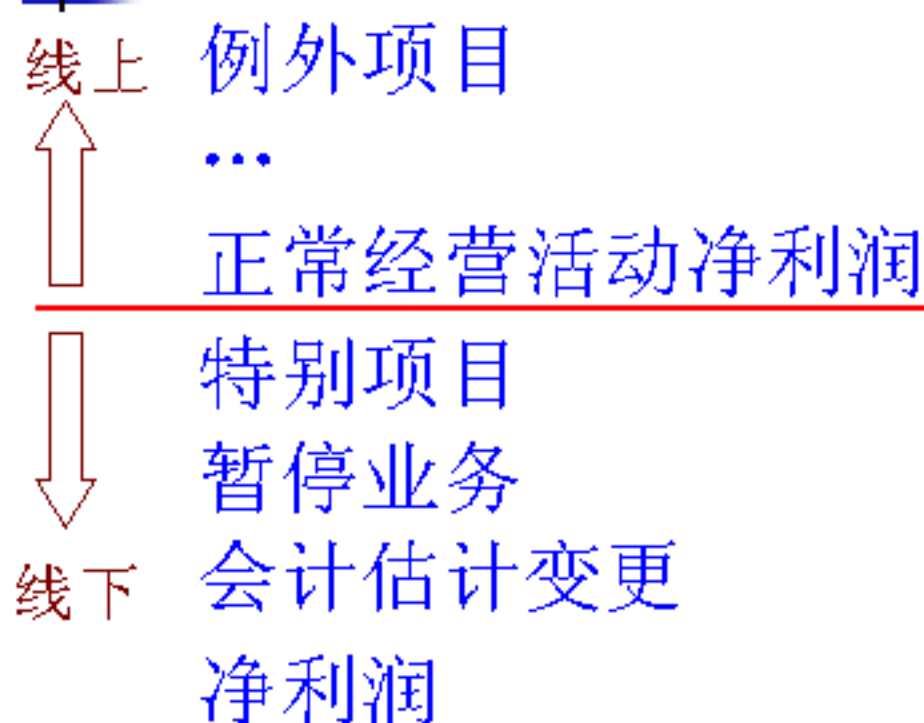 线上 例外项目
…
正常经营活动净利润
特别项目
暂停业务
线下 会计估计变更
净利润